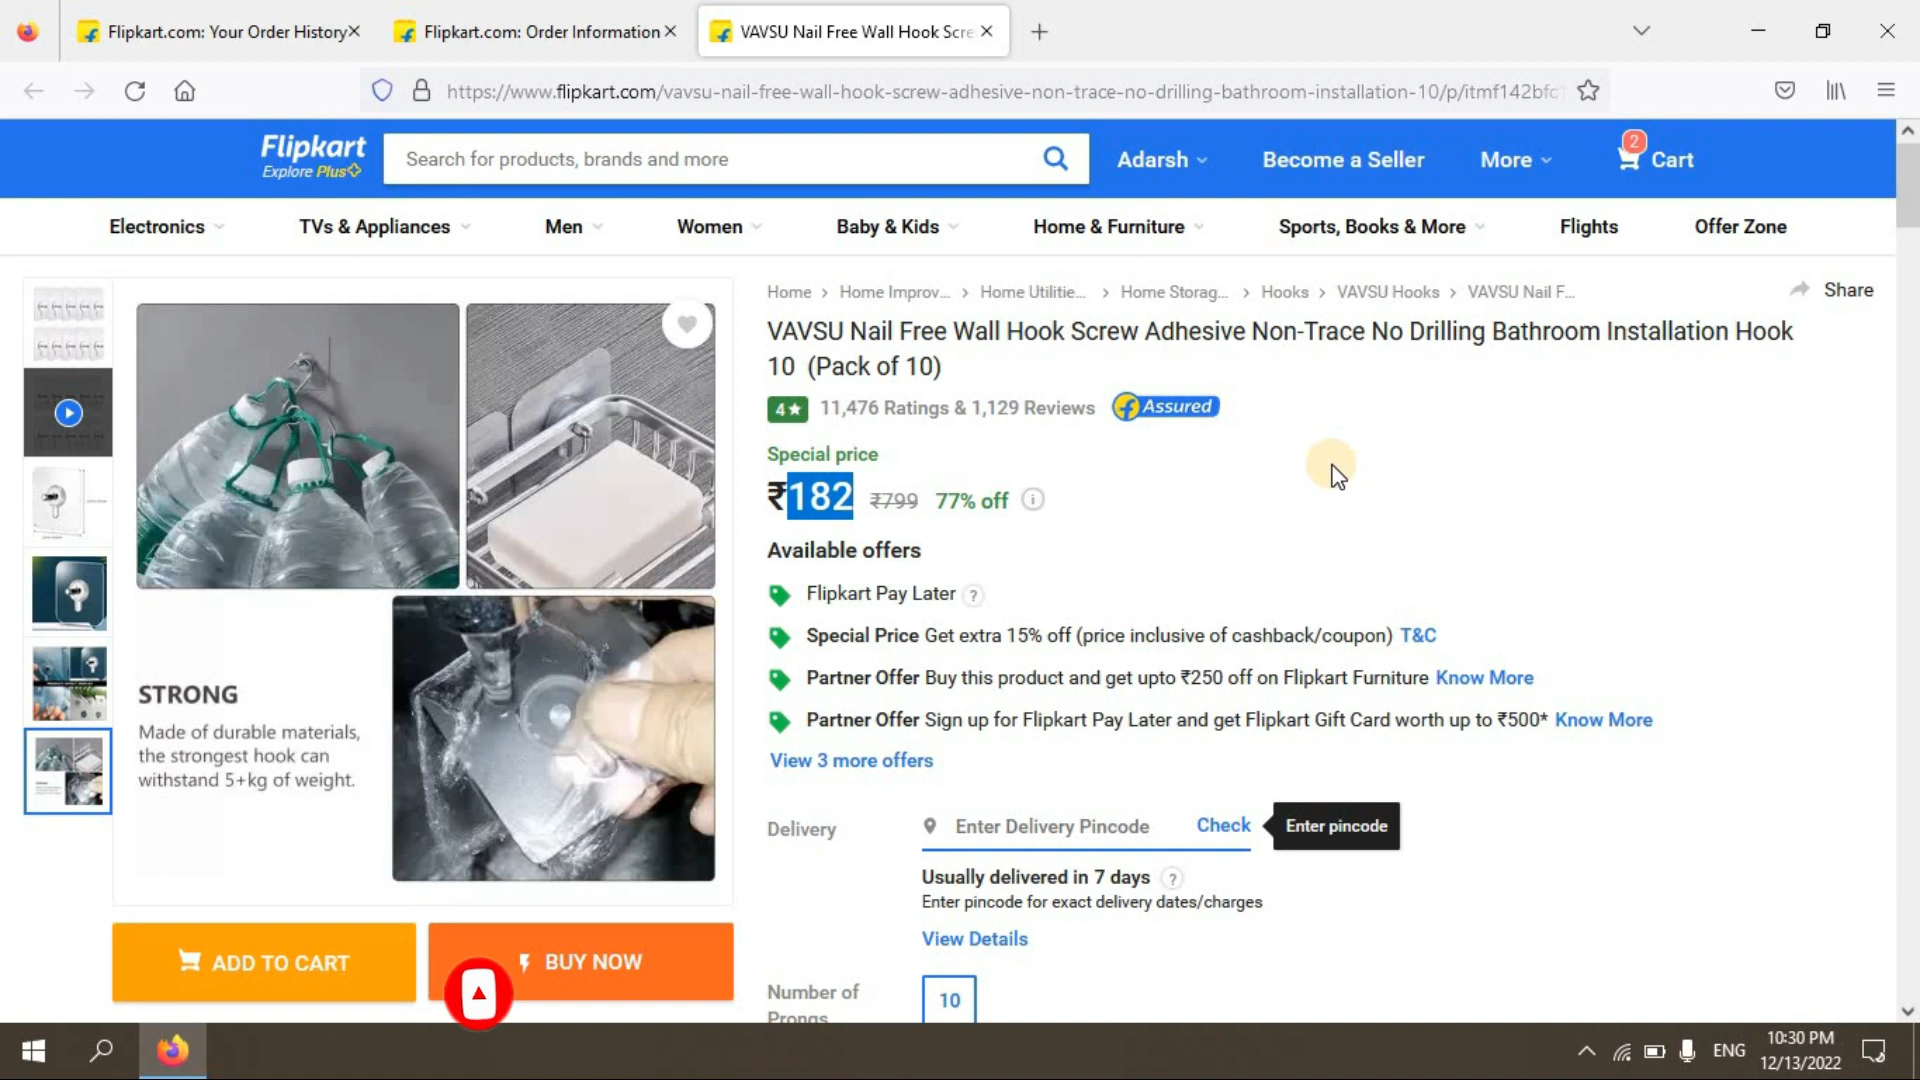 Flipkart.com: Your Order History
Flipkart.com: Order Information
VAVSU Nail Free Wall Hook Scre
https://www.flipkart.com/vavsu-nail-free-wall-hook-screw-adhesive-non-trace-no-drilling-bathroom-installation-10/p/itmf142bfc
Flipkart
Explore Plus
Search for products, brands and more
Adarsh
Become a Seller
More
2
Cart
Electronics
TVs & Appliances
Men
Women
Baby & Kids
Home & Furniture
Sports, Books & More
Flights
Offer Zone
Home > Home Improv... > Home Utilitie... > Home Storag... > Hooks > VAVSU Hooks > VAVSU Nail F...
Share
VAVSU Nail Free Wall Hook Screw Adhesive Non-Trace No Drilling Bathroom Installation Hook
10 (Pack of 10)
4★ 11,476 Ratings & 1,129 Reviews
Assured
Special price
₹182 ₹799 77% off
Available offers
Flipkart Pay Later ?
Special Price Get extra 15% off (price inclusive of cashback/coupon) T&C
Partner Offer Buy this product and get upto ₹250 off on Flipkart Furniture Know More
Partner Offer Sign up for Flipkart Pay Later and get Flipkart Gift Card worth up to ₹500* Know More
View 3 more offers
STRONG
Made of durable materials,
the strongest hook can
withstand 5+kg of weight.
Delivery
Enter Delivery Pincode
Check
Enter pincode
Usually delivered in 7 days ?
Enter pincode for exact delivery dates/charges
View Details
ADD TO CART
BUY NOW
Number of
Prongs
10
ENG
10:30 PM
12/13/2022